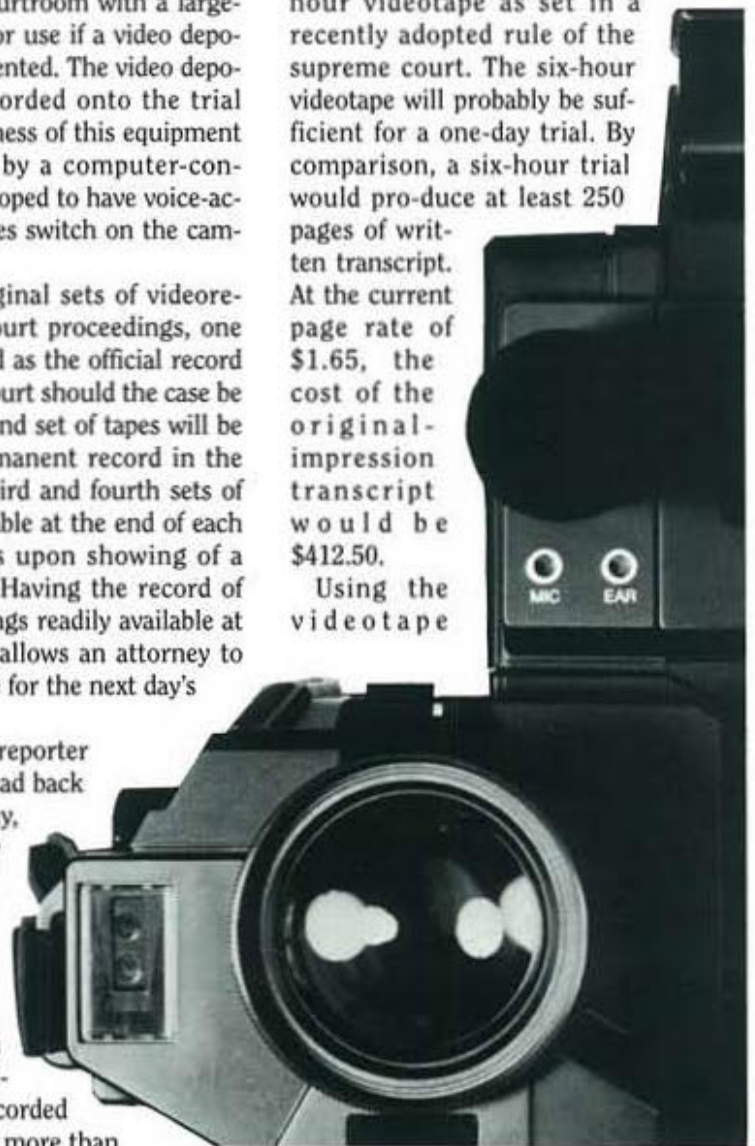 urtroom with a large-
or use if a video depo-
ented. The video depo-
orded onto the trial
ness of this equipment
by a computer-con-
oped to have voice-ac-
es switch on the cam-
ginal sets of videore-
ourt proceedings, one
d as the official record
ourt should the case be
nd set of tapes will be
manent record in the
ird and fourth sets of
ble at the end of each
s upon showing of a
Having the record of
ngs readily available at
allows an attorney to
for the next day's
reporter
ad back
y,
corded
more than
hour videotape as set in a
recently adopted rule of the
supreme court. The six-hour
videotape will probably be suf-
ficient for a one-day trial. By
comparison, a six-hour trial
would pro-duce at least 250
pages of writ-
ten transcript.
At the current
page rate of
$1.65, the
cost of the
original-
impression
transcript
would be
$412.50.
Using the
videotape
MIC EAR